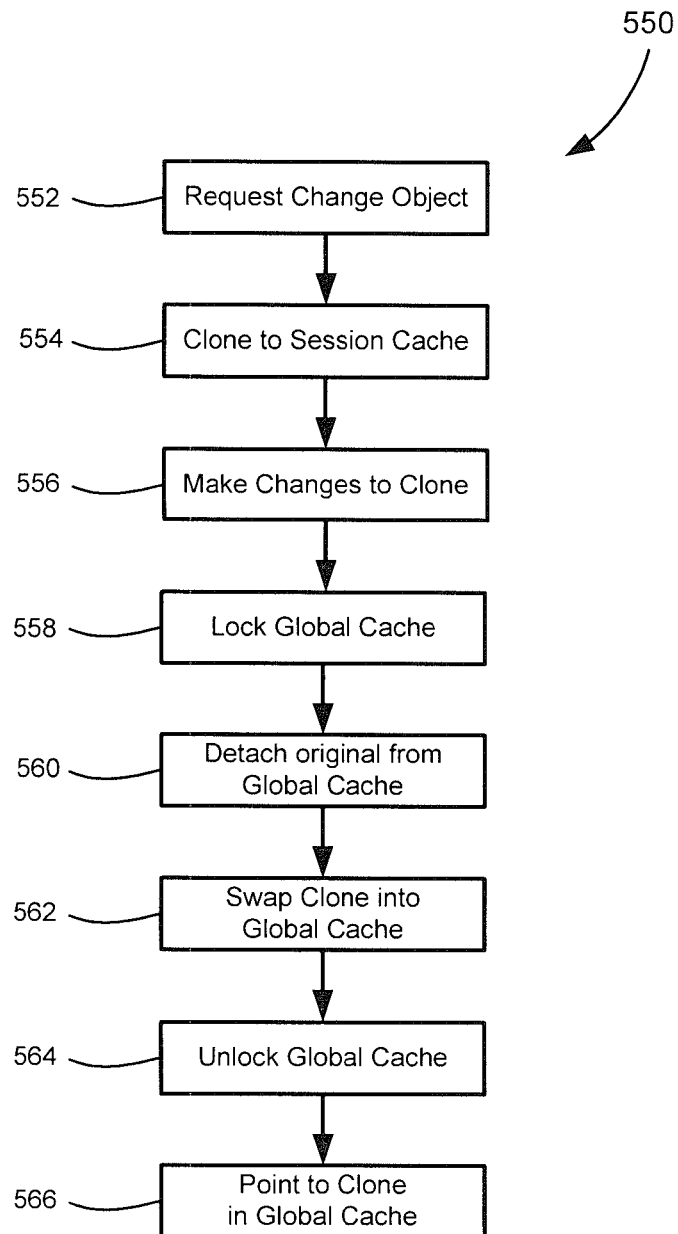 550
552
Request Change Object
554
Clone to Session Cache
556
Make Changes to Clone
558
Lock Global Cache
560
Detach original from
Global Cache
562
Swap Clone into
Global Cache
564
Unlock Global Cache
566
Point to Clone
in Global Cache